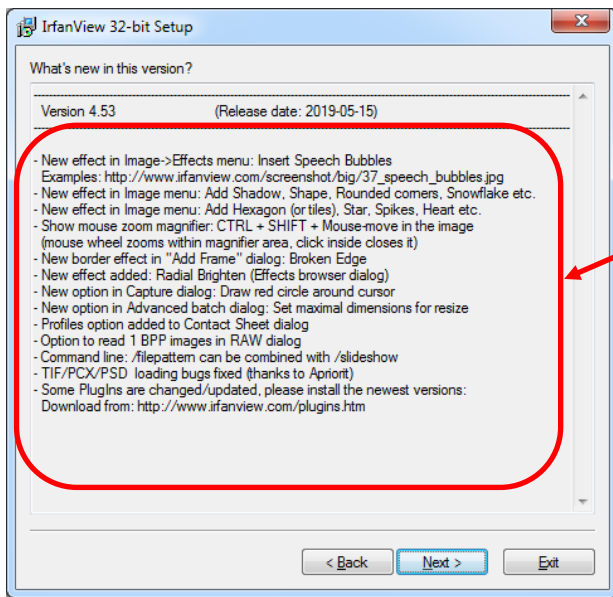 IrfanView 32-bit Setup
What's new in this version?
Version 4.53 (Release date: 2019-05-15)
- New effect in Image->Effects menu: Insert Speech Bubbles
Examples: http://www.irfanview.com/screenshot/big/37_speech_bubbles.jpg
- New effect in Image menu: Add Shadow, Shape, Rounded corners, Snowflake etc.
- New effect in Image menu: Add Hexagon (or tiles), Star, Spikes, Heart etc.
- Show mouse zoom magnifier: CTRL + SHIFT + Mouse-move in the image
(mouse wheel zooms within magnifier area, click inside closes it)
- New border effect in "Add Frame" dialog: Broken Edge
- New effect added: Radial Brighten (Effects browser dialog)
- New option in Capture dialog: Draw red circle around cursor
- New option in Advanced batch dialog: Set maximal dimensions for resize
- Profiles option added to Contact Sheet dialog
- Option to read 1 BPP images in RAW dialog
- Command line: /filepattern can be combined with /slideshow
- TIF/PCX/PSD loading bugs fixed (thanks to Apriorit)
- Some PlugIns are changed/updated, please install the newest versions:
Download from: http://www.irfanview.com/plugins.htm
< Back Next > Exit